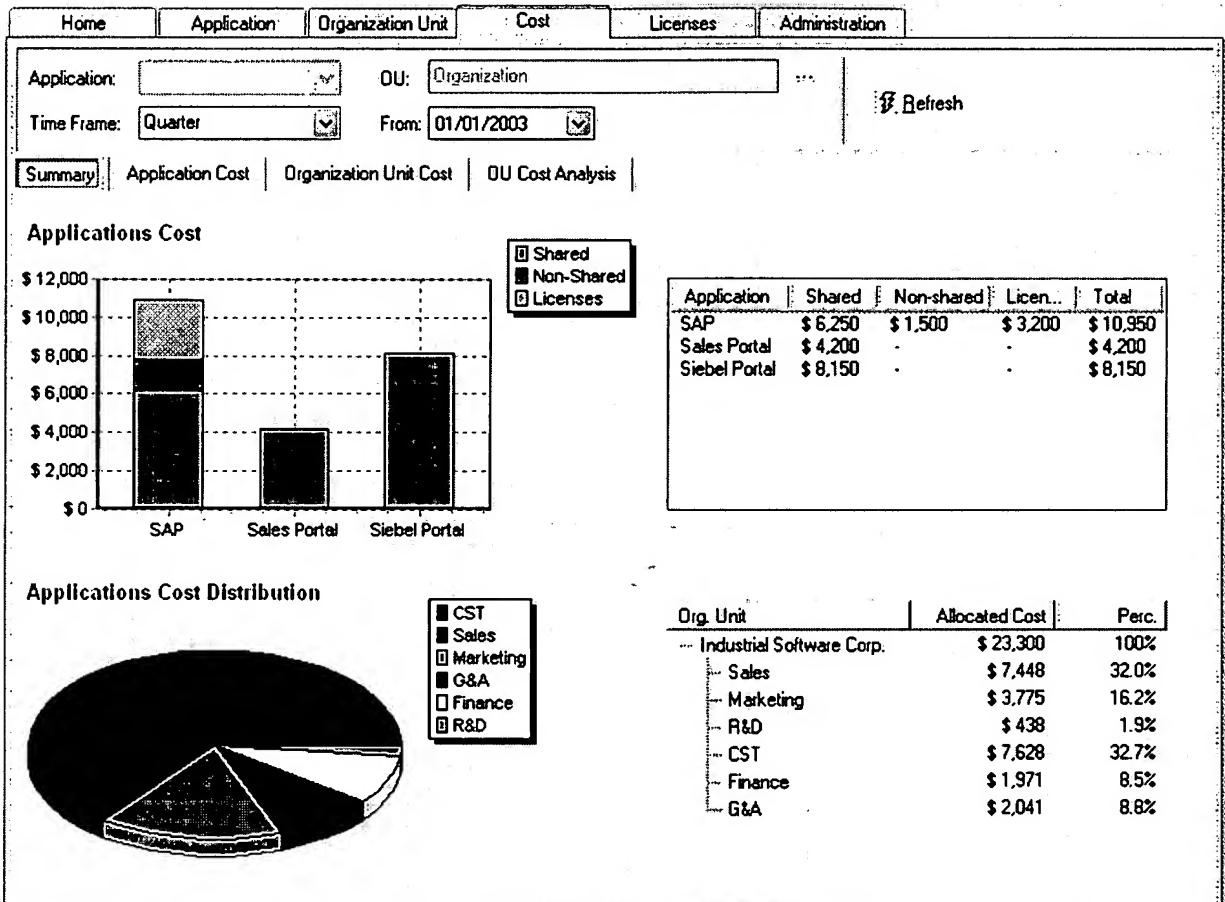 Home Application Organization Unit Cost Licenses Administration
Application: OU: Organization ...
Refresh
Time Frame: Quarter From: 01/01/2003
Summary Application Cost Organization Unit Cost OU Cost Analysis
Applications Cost
Shared
Non-Shared
Licenses
$ 12,000
$ 10,000
$ 8,000
$ 6,000
$ 4,000
$ 2,000
$ 0
SAP Sales Portal Siebel Portal
Application Shared Non-shared Licen... Total
SAP $ 6,250 $ 1,500 $ 3,200 $ 10,950
Sales Portal $ 4,200 - - $ 4,200
Siebel Portal $ 8,150 - - $ 8,150
Applications Cost Distribution
CST
Sales
Marketing
G&A
Finance
R&D
Org. Unit Allocated Cost Perc.
Industrial Software Corp. $ 23,300 100%
Sales $ 7,448 32.0%
Marketing $ 3,775 16.2%
R&D $ 438 1.9%
CST $ 7,628 32.7%
Finance $ 1,971 8.5%
G&A $ 2,041 8.8%